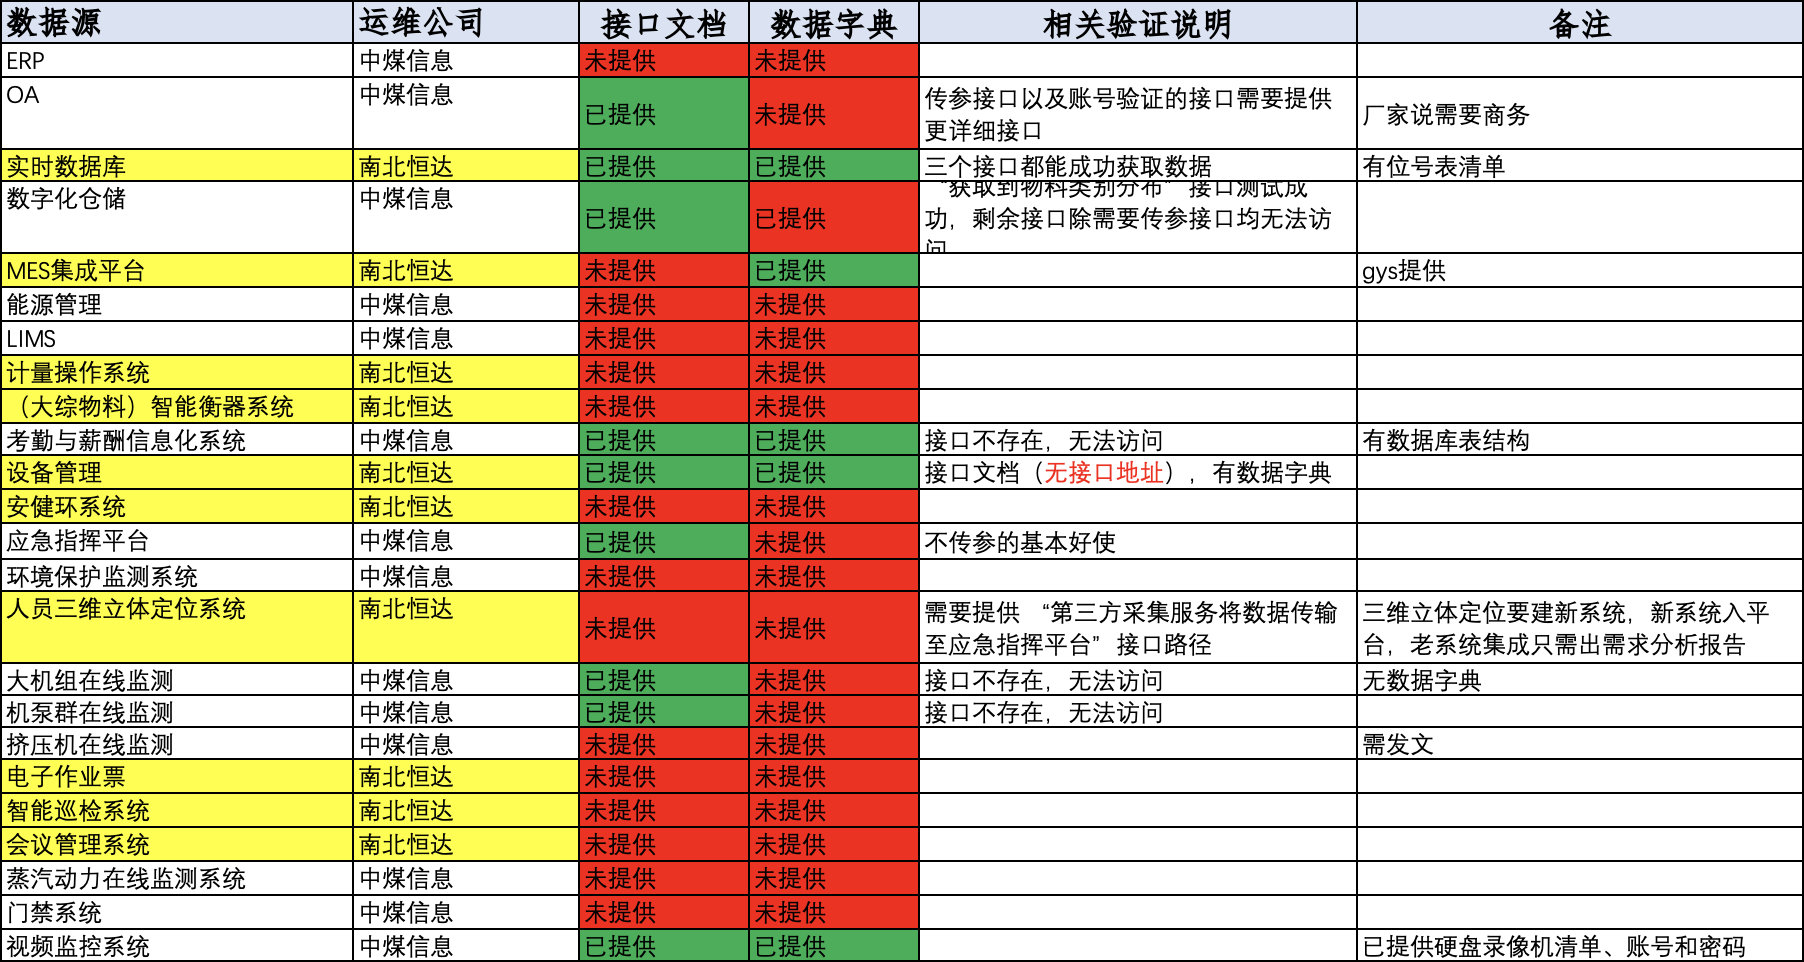 数据源 运维公司 接口文档 数据字典 相关验证说明 备注
ERP 中煤信息 未提供 未提供
OA 中煤信息 已提供 未提供 传参接口以及账号验证的接口需要提供 厂家说需要商务
更详细接口
实时数据库 南北恒达 已提供 已提供 三个接口都能成功获取数据 有位号表清单
数字化仓储 中煤信息 已提供 已提供 “获取到物料类别分布” 接口测试成
功，剩余接口除需要传参接口均无法访
问
MES集成平台 南北恒达 未提供 已提供 gys提供
能源管理 中煤信息 未提供 未提供
LIMS 中煤信息 未提供 未提供
计量操作系统 南北恒达 未提供 未提供
（大综物料）智能衡器系统 南北恒达 未提供 未提供
考勤与薪酬信息化系统 中煤信息 已提供 已提供 接口不存在，无法访问 有数据库表结构
设备管理 南北恒达 已提供 已提供 接口文档（无接口地址），有数据字典
安健环系统 南北恒达 未提供 未提供
应急指挥平台 中煤信息 已提供 未提供 不传参的基本好使
环境保护监测系统 中煤信息 未提供 未提供
人员三维立体定位系统 南北恒达 未提供 未提供 需要提供 “第三方采集服务将数据传输 三维立体定位要建新系统，新系统入平
至应急指挥平台” 接口路径 台，老系统集成只需出需求分析报告
大机组在线监测 中煤信息 已提供 未提供 接口不存在，无法访问 无数据字典
机泵群在线监测 中煤信息 已提供 未提供 接口不存在，无法访问
挤压机在线监测 中煤信息 未提供 未提供 需发文
电子作业票 南北恒达 未提供 未提供
智能巡检系统 南北恒达 未提供 未提供
会议管理系统 南北恒达 未提供 未提供
蒸汽动力在线监测系统 中煤信息 未提供 未提供
门禁系统 中煤信息 未提供 未提供
视频监控系统 中煤信息 已提供 已提供 已提供硬盘录像机清单、账号和密码